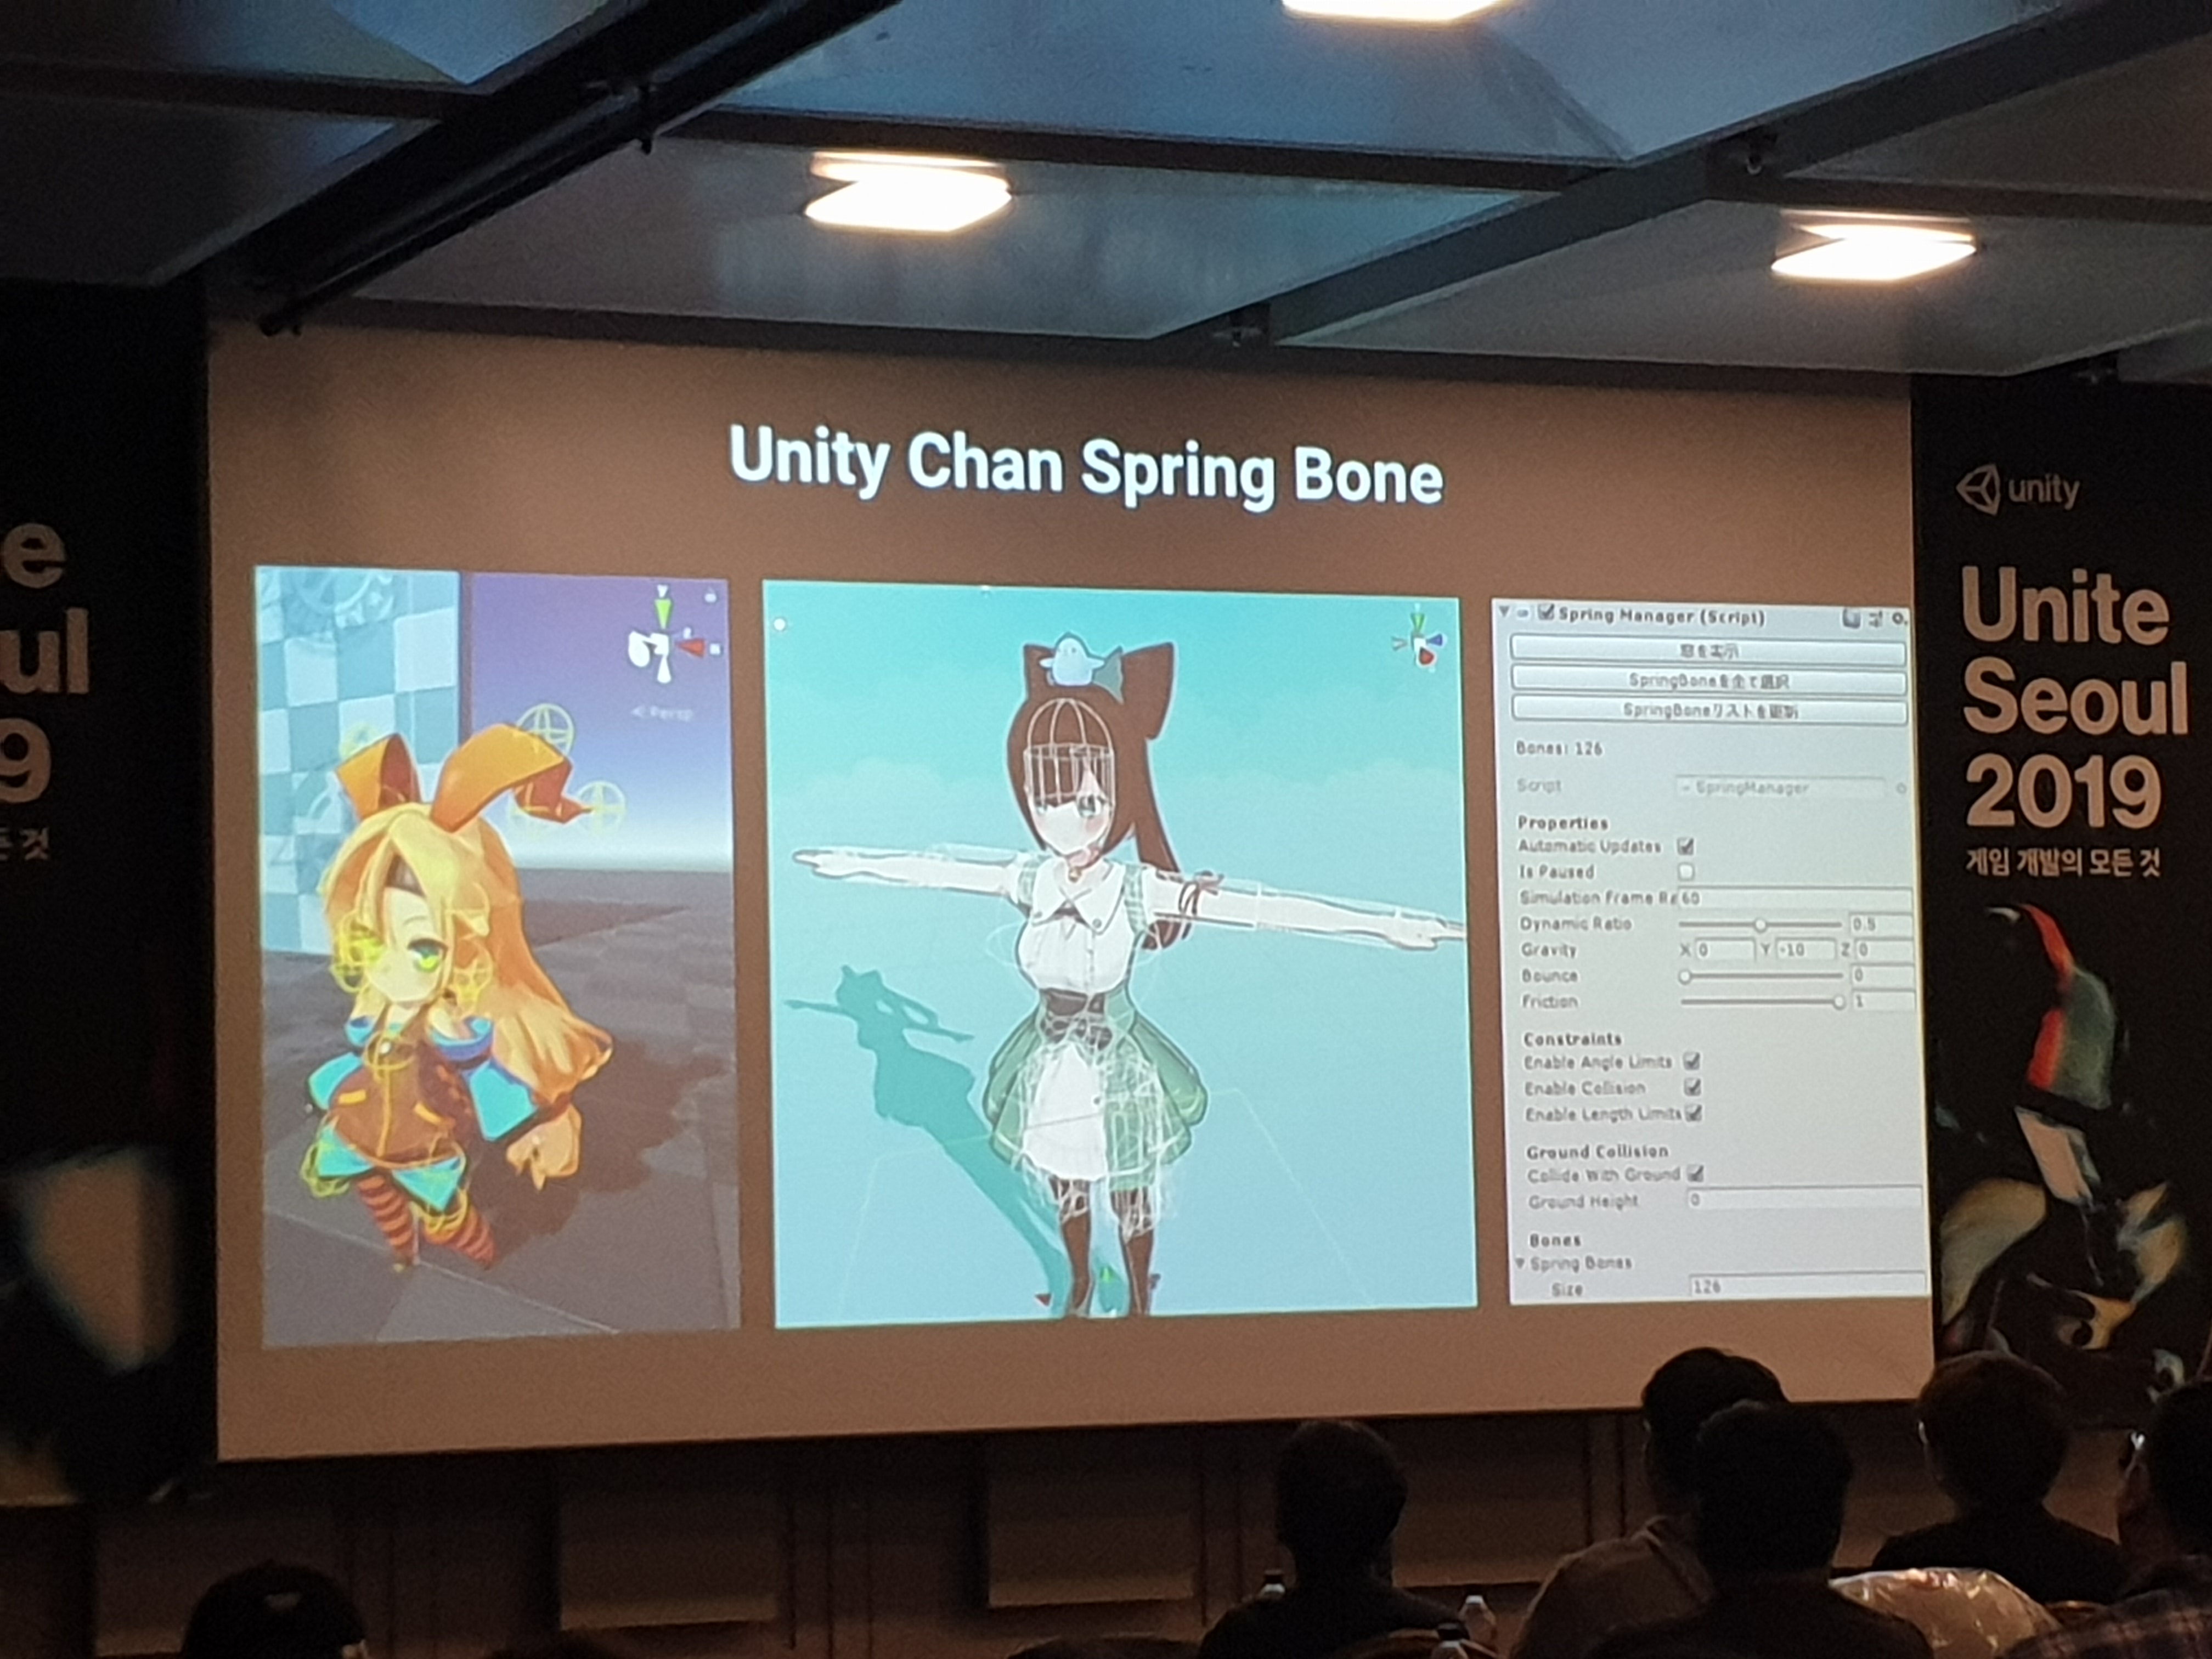 Unity Chan Spring Bone
Persp
Spring Manager (Script)
窓を表示
SpringBoneを全て選択
SpringBoneリストを更新
Bones: 126
Script SpringManager
Properties
Automatic Updates
Is Paused
Simulation Frame Ra 60
Dynamic Ratio 0.5
Gravity X 0 Y -10 Z 0
Bounce 0
Friction 1
Constraints
Enable Angle Limits
Enable Collision
Enable Length Limits
Ground Collision
Collide With Ground
Ground Height 0
Bones
Spring Bones
Size 126
unity
Unite
Seoul
2019
게임 개발의 모든 것
e
ul
9
든 것